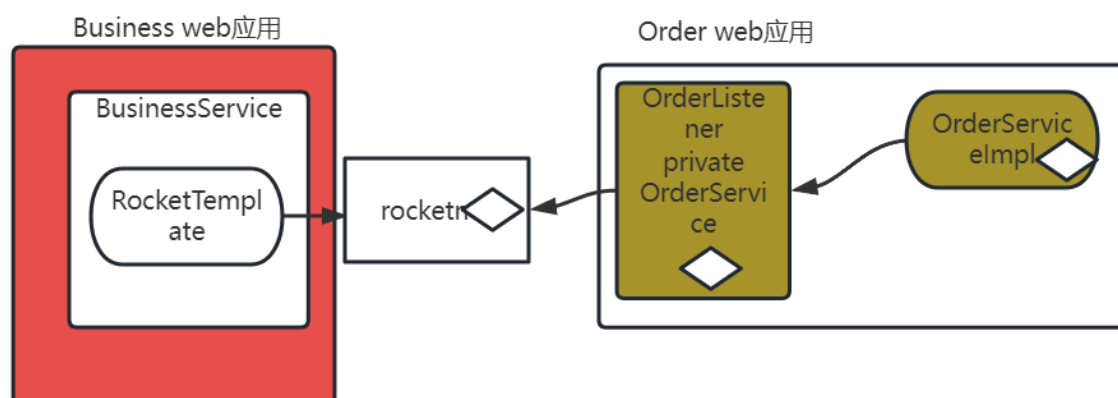 Business web应用
Order web应用
BusinessService
RocketTempl
ate
OrderListe
ner
private
OrderServi
ce
OrderServic
eImpl